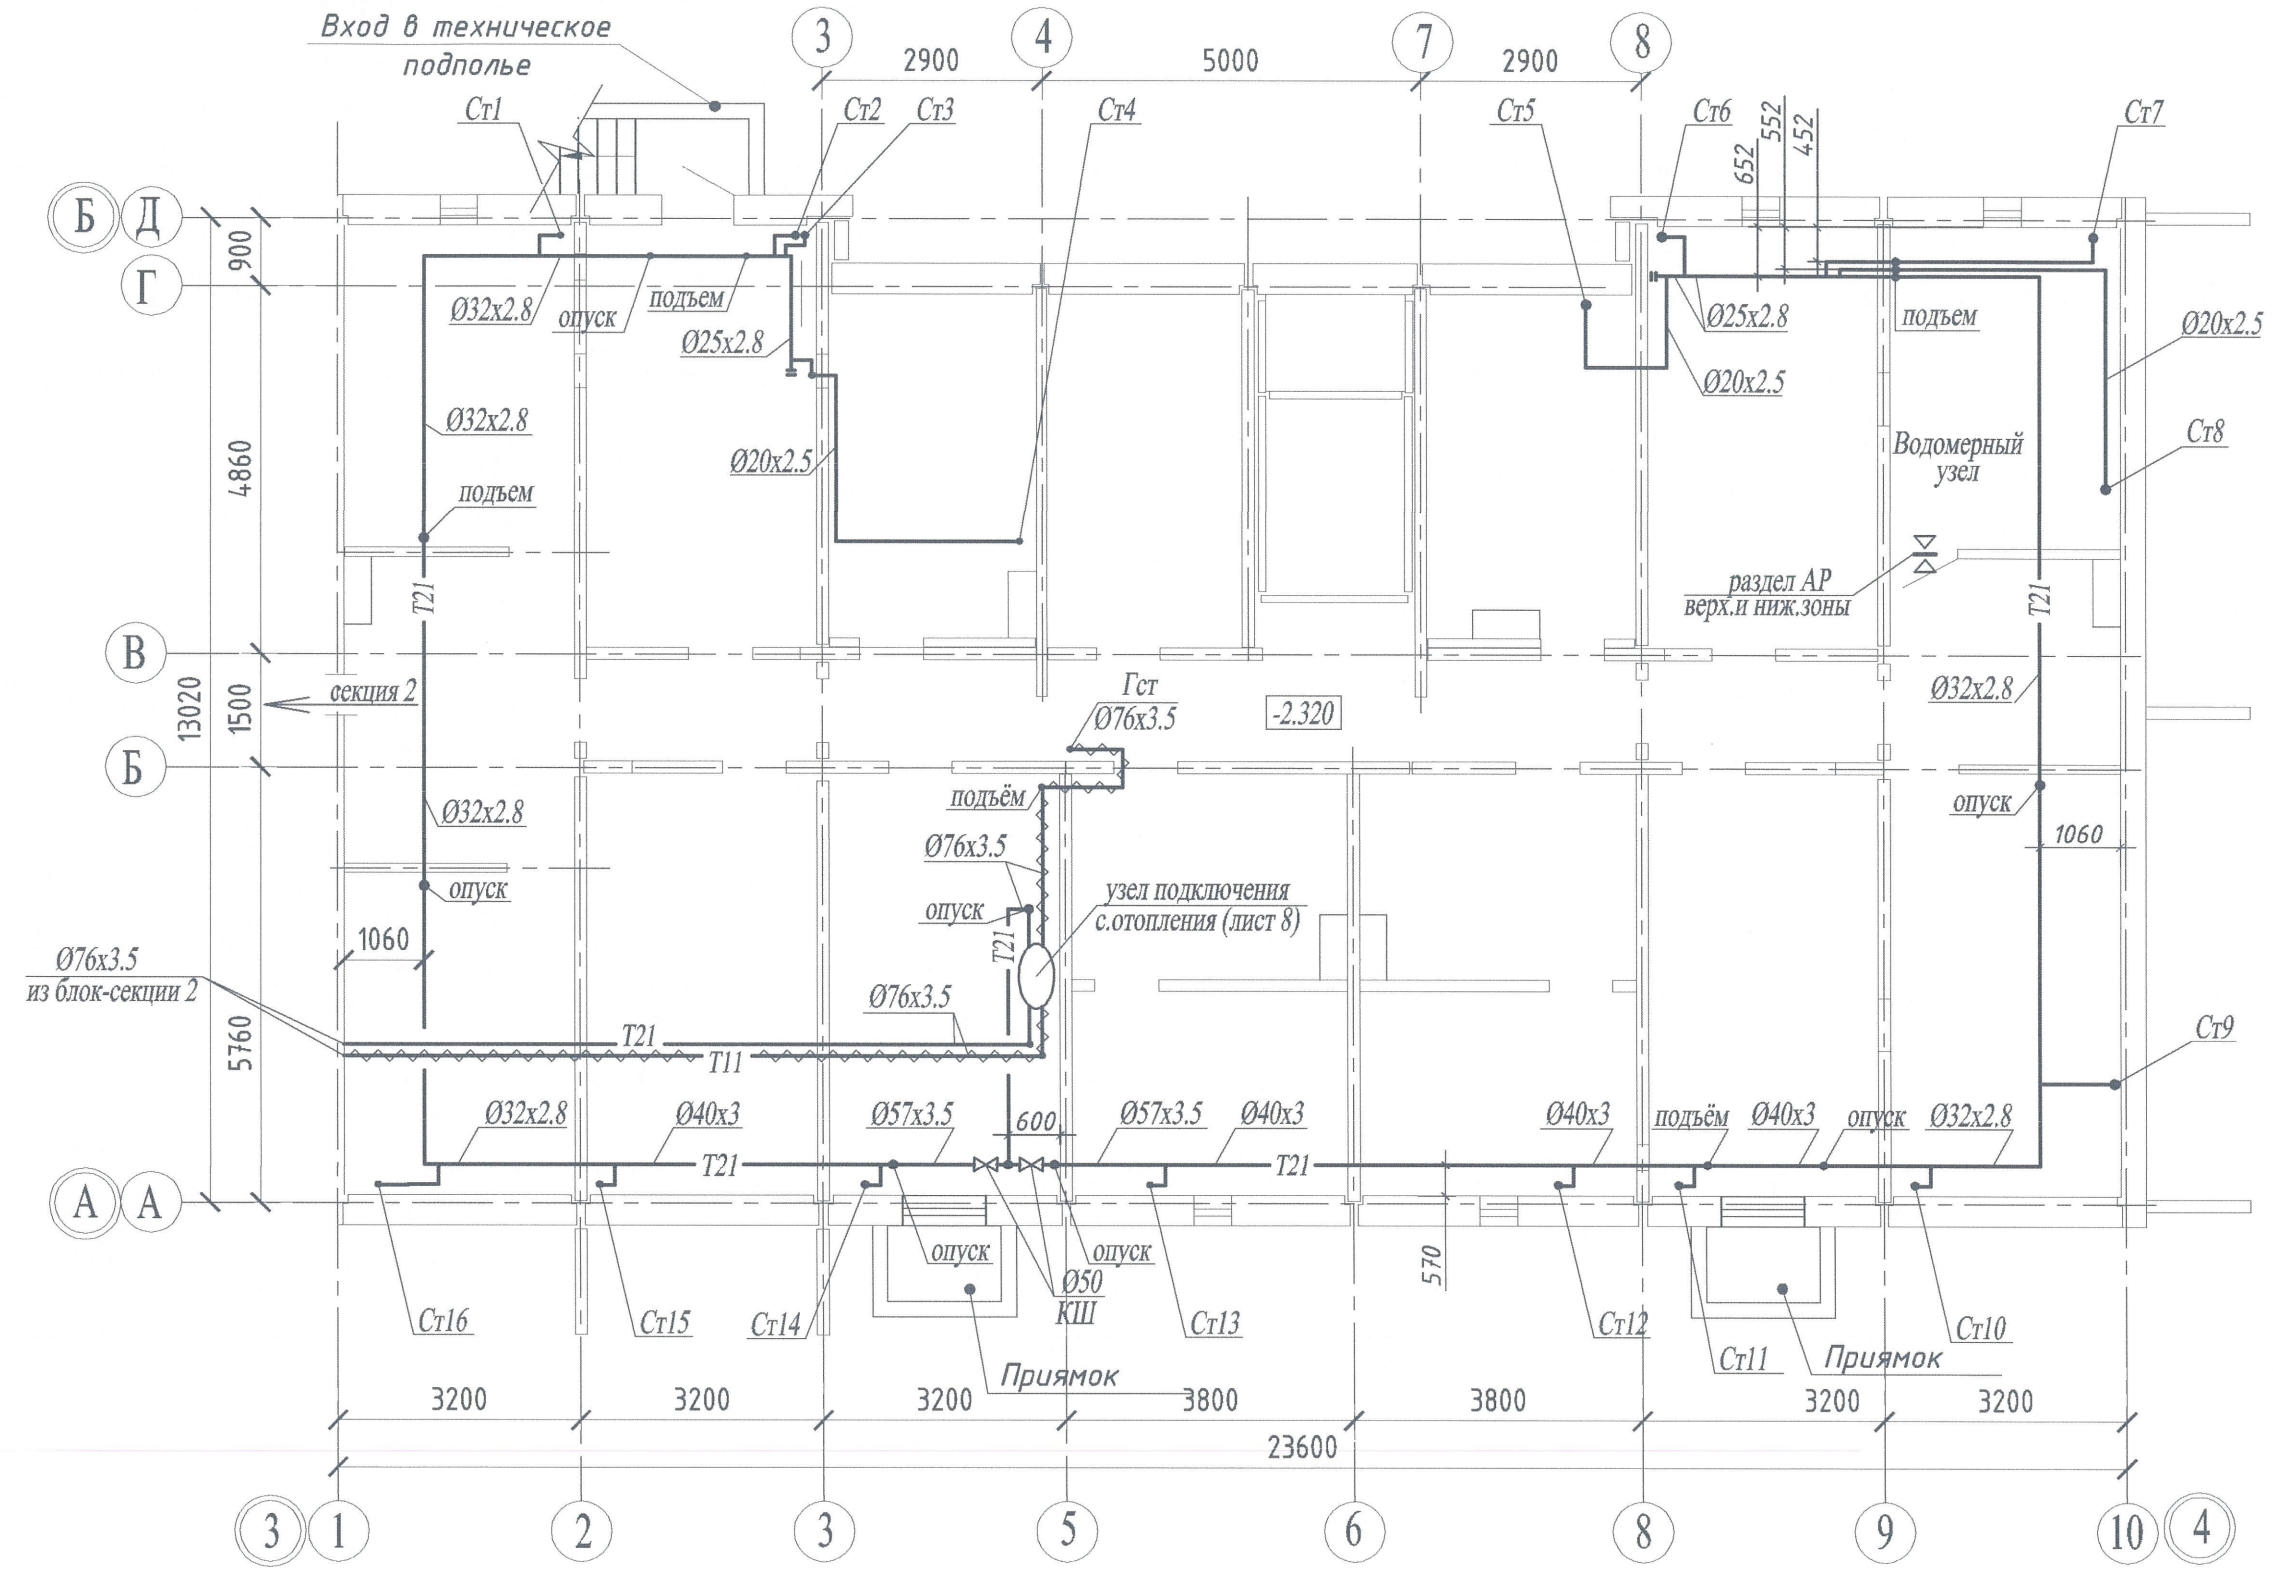 Вход в техническое
подполье
3
4
7
8
2900
5000
2900
Ст1
Ст2
Ст3
Ст4
Ст5
Ст6
652
552
452
Ст7
Б
Д
Г
900
Ø32x2.8
опуск
подъем
Ø25x2.8
Ø25x2.8
подъем
Ø20x2.5
Ø20x2.5
Ø32x2.8
4860
Ø20x2.5
подъем
Водомерный
узел
Ст8
Т21
раздел АР
верх.и ниж.зоны
Т21
В
13020
1500
секция 2
Гст
Ø76x3.5
-2.320
Ø32x2.8
Б
подъём
Ø32x2.8
опуск
Ø76x3.5
1060
опуск
опуск
узел подключения
с.отопления (лист 8)
Т21
1060
Ø76x3.5
из блок-секции 2
Ø76x3.5
5760
Т21
Т11
Ст9
Ø32x2.8
Ø40x3
Ø57x3.5
600
Ø57x3.5
Ø40x3
Ø40x3
подъём
Ø40x3
опуск
Ø32x2.8
Т21
Т21
А
А
опуск
опуск
570
Ø50
КШ
Ст16
Ст15
Ст14
Ст13
Ст12
Ст11
Ст10
Приямок
Приямок
3200
3200
3200
3800
3800
3200
3200
23600
3
1
2
3
5
6
8
9
10
4